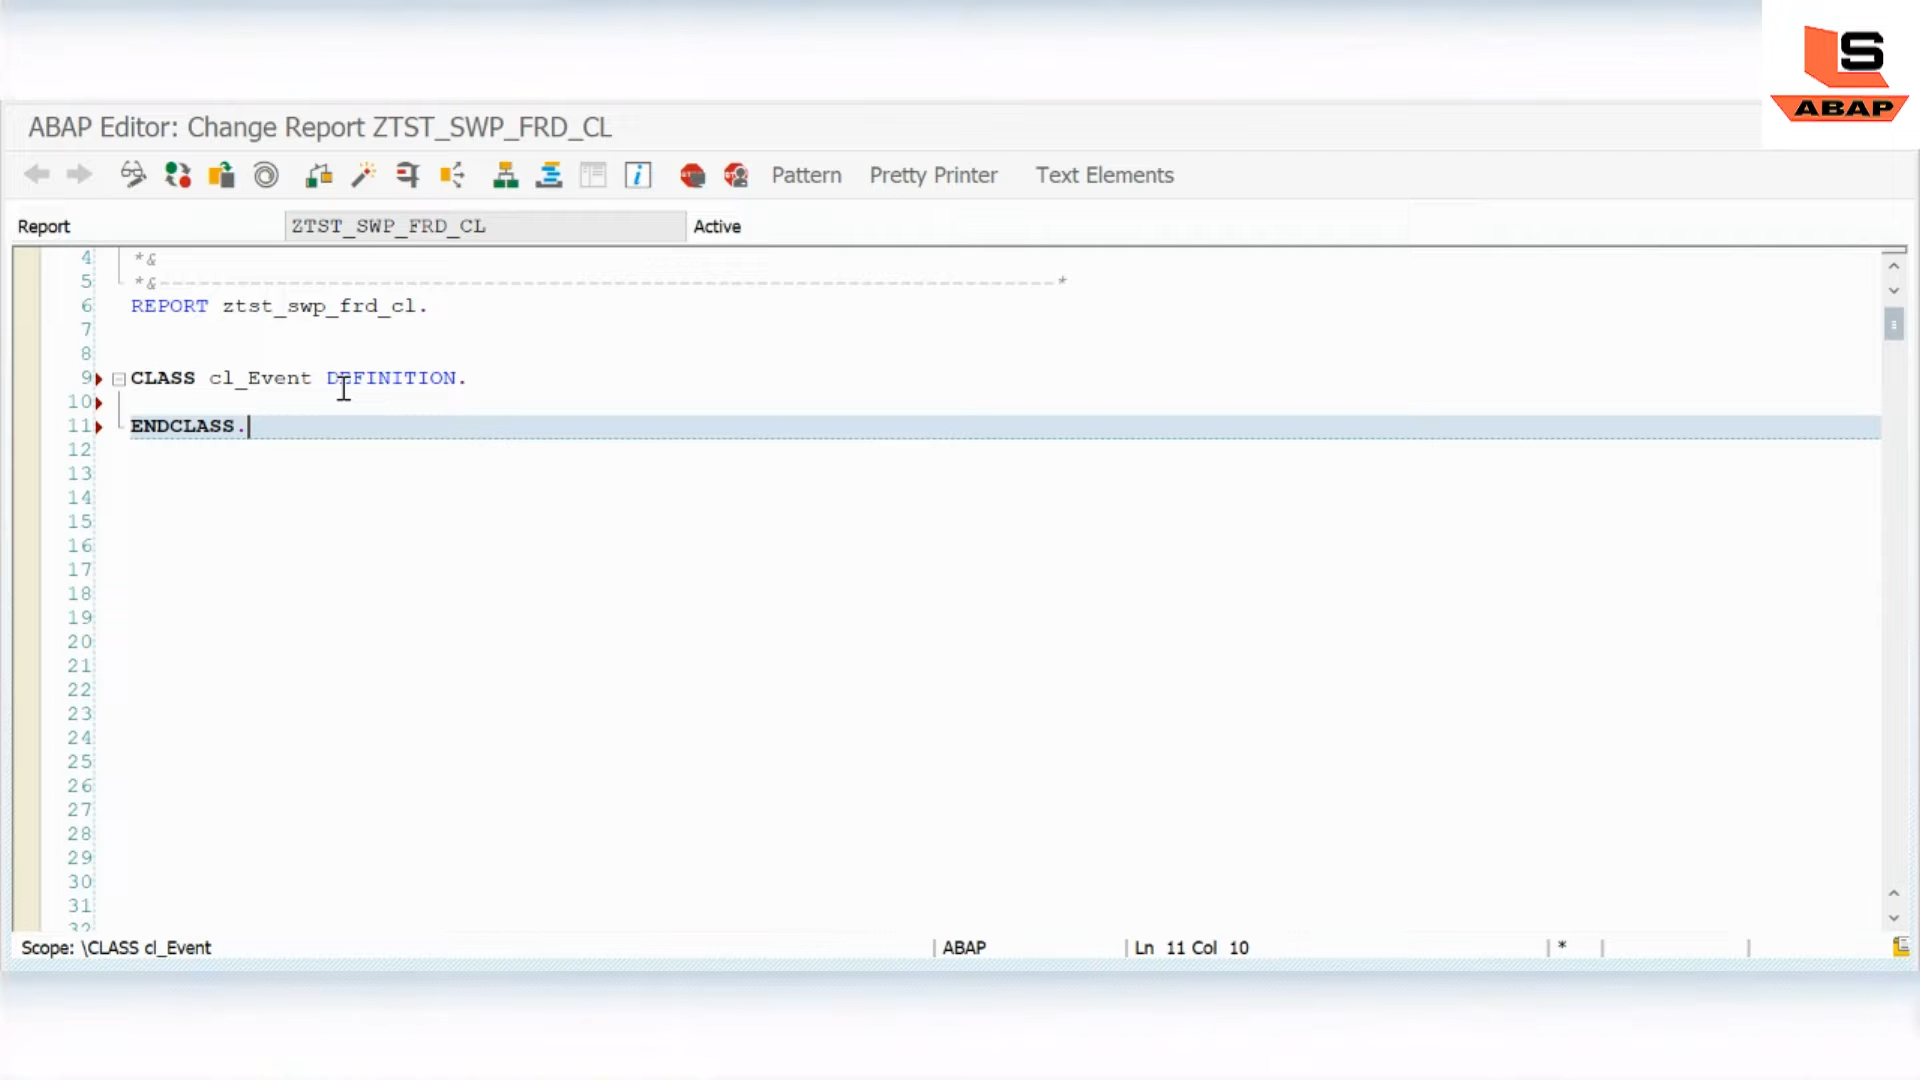 S
ABAP
ABAP Editor: Change Report ZTST_SWP_FRD_CL
Pattern Pretty Printer Text Elements
Report ZTST_SWP_FRD_CL Active
4 *&
5 *&---------------------------------------------------------------------*
6 REPORT ztst_swp_frd_cl.
7
8
9 CLASS cl_Event DEFINITION.
10
11 ENDCLASS.
12
13
14
15
16
17
18
19
20
21
22
23
24
25
26
27
28
29
30
31
32
Scope: \CLASS cl_Event ABAP Ln 11 Col 10 *